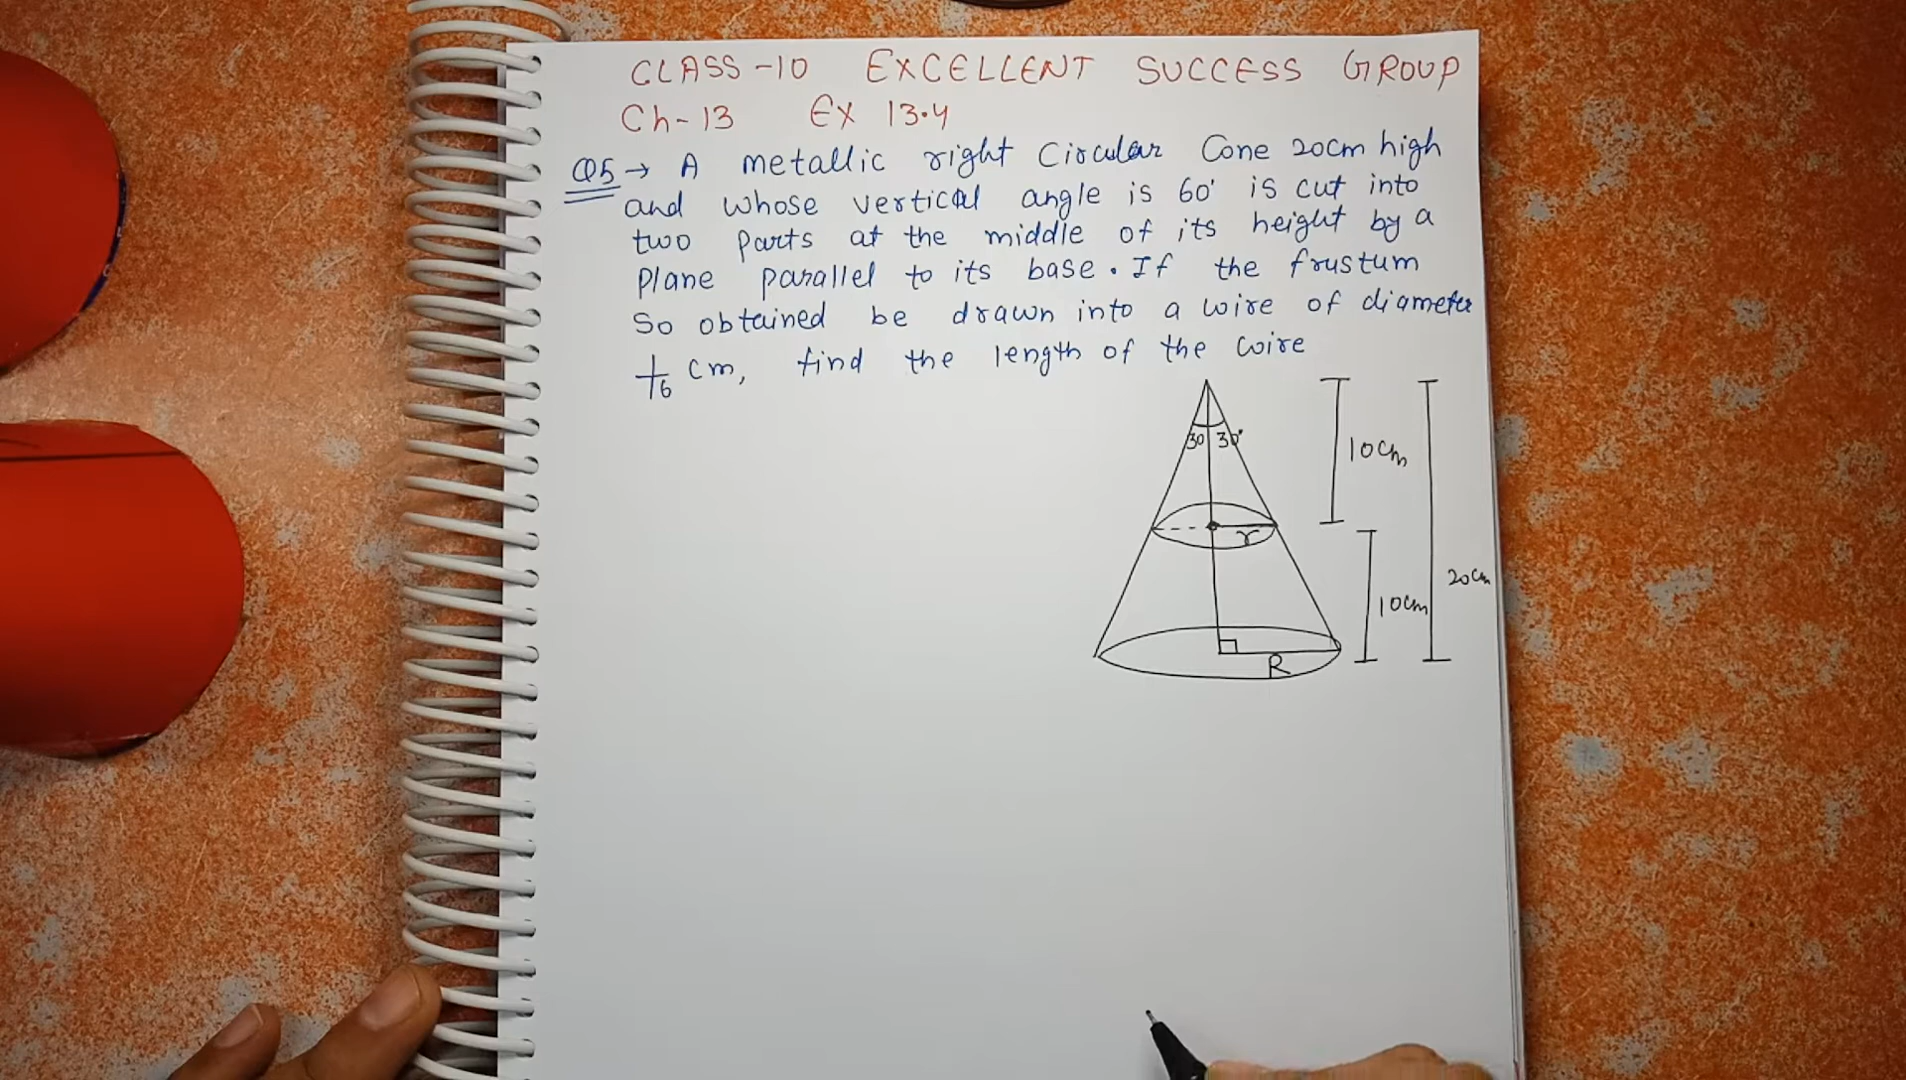 CLASS -10 EXCELLENT SUCCESS GROUP
Ch-13 Ex 13.4
Q5→ A metallic right Circular Cone 20cm high
and whose vertical angle is 60° is cut into
two parts at the middle of its height by a
plane parallel to its base. If the frustum
So obtained be drawn into a wire of diameter
1/16 cm, find the length of the wire
30 30°
10cm
r
20cm
10cm
R